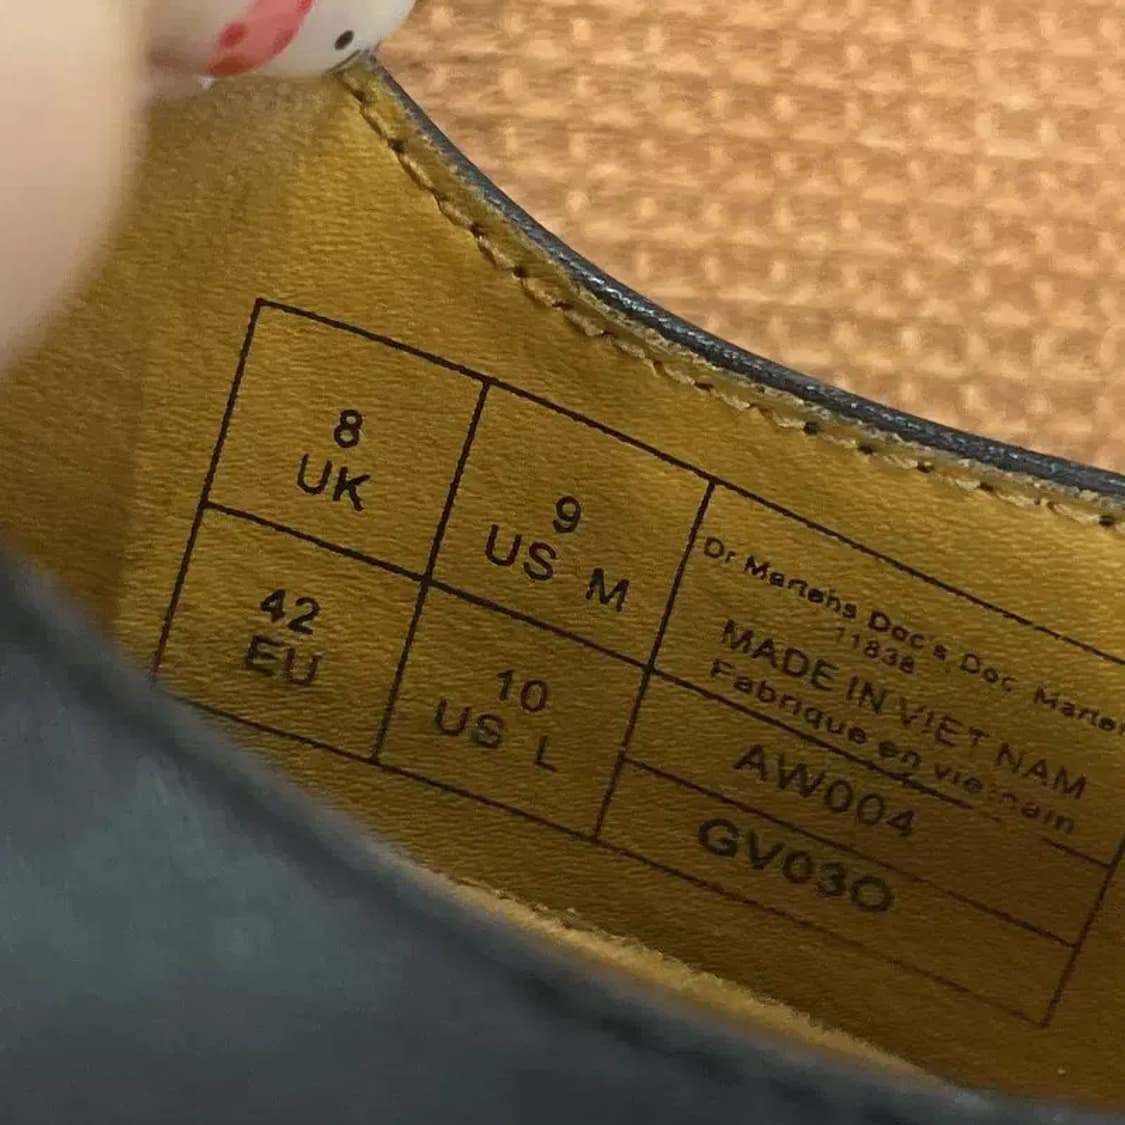 8
UK
9
US M
42
EU
10
US L
Dr Martens Doc's Doc Marten
11838
MADE IN VIET NAM
Fabrique en vietnam
AW004
GV03O